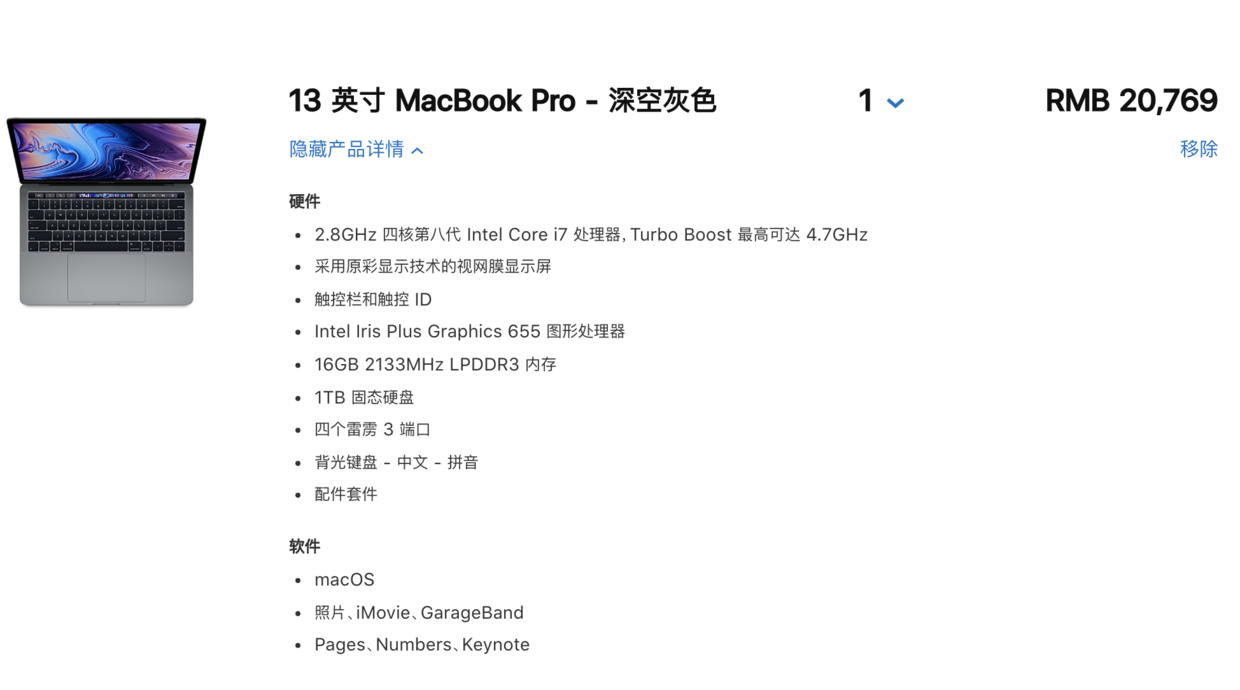 13 英寸 MacBook Pro - 深空灰色
1
RMB 20,769
隐藏产品详情
移除
硬件
• 2.8GHz 四核第八代 Intel Core i7 处理器, Turbo Boost 最高可达 4.7GHz
• 采用原彩显示技术的视网膜显示屏
• 触控栏和触控 ID
• Intel Iris Plus Graphics 655 图形处理器
• 16GB 2133MHz LPDDR3 内存
• 1TB 固态硬盘
• 四个雷雳 3 端口
• 背光键盘 - 中文 - 拼音
• 配件套件
软件
• macOS
• 照片、iMovie、GarageBand
• Pages、Numbers、Keynote